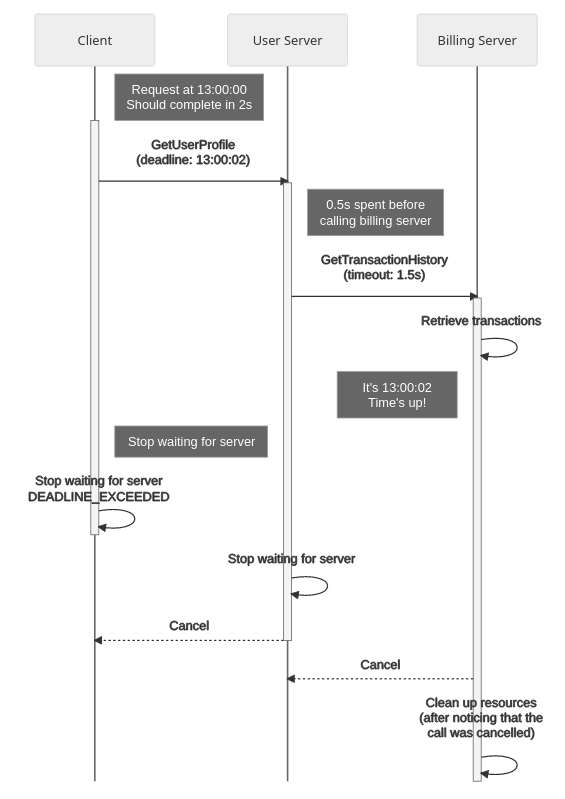 Client
User Server
Billing Server
Request at 13:00:00
Should complete in 2s
GetUserProfile
(deadline: 13:00:02)
0.5s spent before
calling billing server
GetTransactionHistory
(timeout: 1.5s)
Retrieve transactions
It's 13:00:02
Time's up!
Stop waiting for server
Stop waiting for server
DEADLINE_EXCEEDED
Stop waiting for server
Cancel
Cancel
Clean up resources
(after noticing that the
call was cancelled)